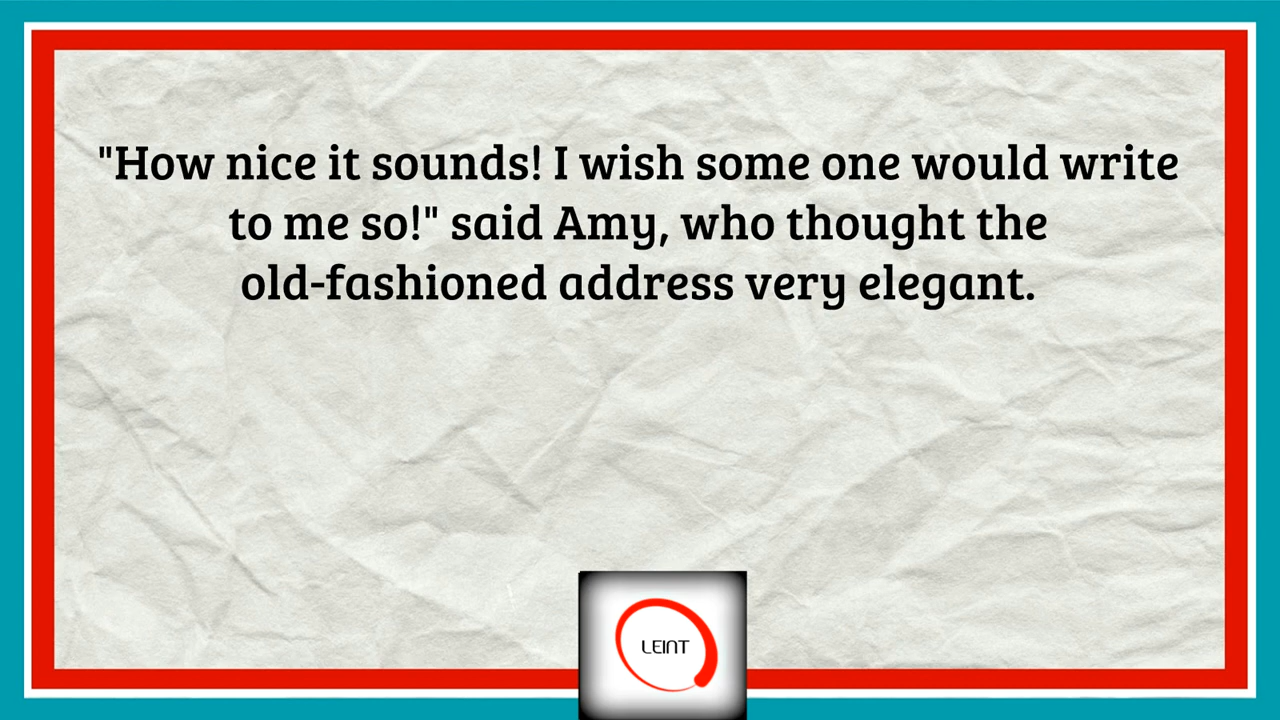 "How nice it sounds! I wish some one would write
to me so!" said Amy, who thought the
old-fashioned address very elegant.
LEINT